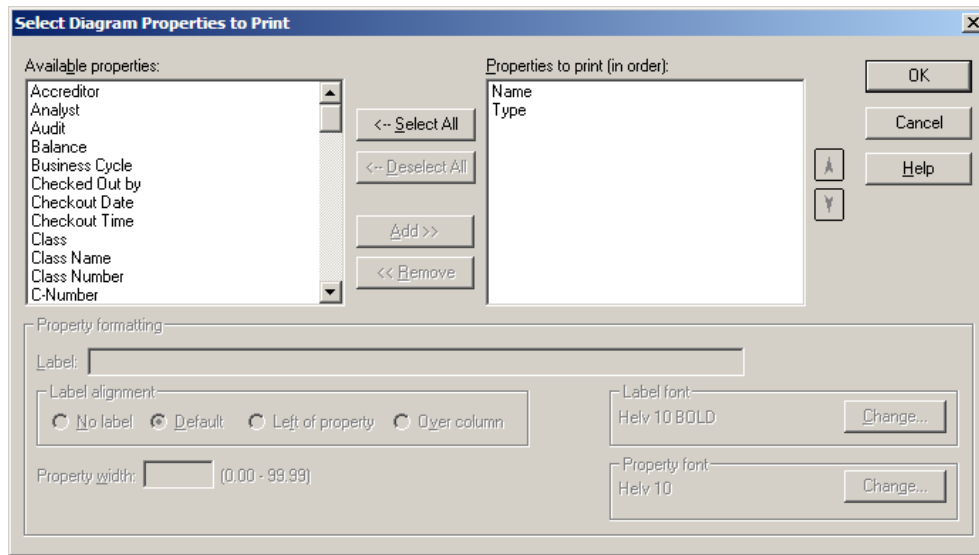 Select Diagram Properties to Print
Available properties:
Accreditor
Analyst
Audit
Balance
Business Cycle
Checked Out by
Checkout Date
Checkout Time
Class
Class Name
Class Number
C-Number
<-- Select All
<-- Deselect All
Add >>
<< Remove
Properties to print (in order):
Name
Type
OK
Cancel
Help
Property formatting
Label:
Label alignment
No label
Default
Left of property
Over column
Property width:
(0.00 - 99.99)
Label font
Helv 10 BOLD
Change...
Property font
Helv 10
Change...